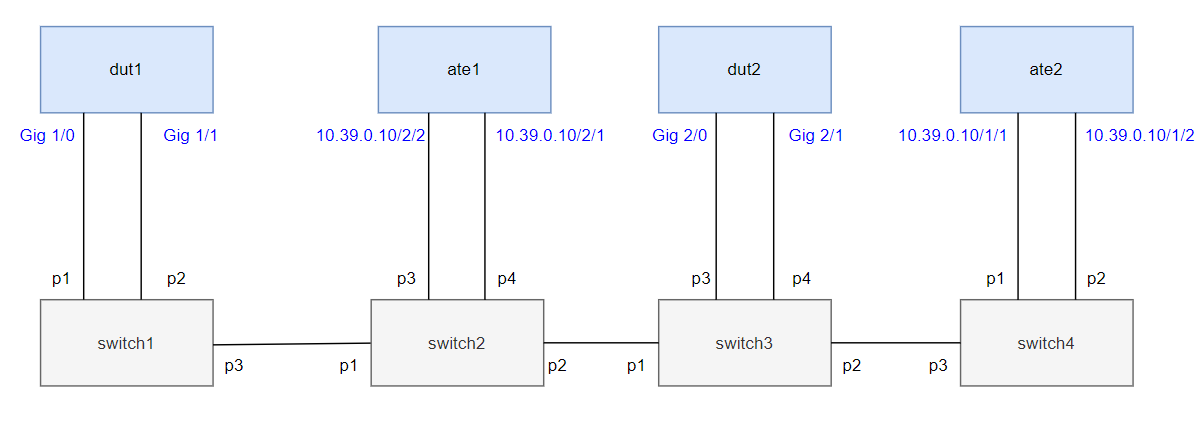 dut1
ate1
dut2
ate2
Gig 1/0
Gig 1/1
10.39.0.10/2/2
10.39.0.10/2/1
Gig 2/0
Gig 2/1
10.39.0.10/1/1
10.39.0.10/1/2
p1
p2
p3
p4
p3
p4
p1
p2
switch1
switch2
switch3
switch4
p3
p1
p2
p1
p2
p3